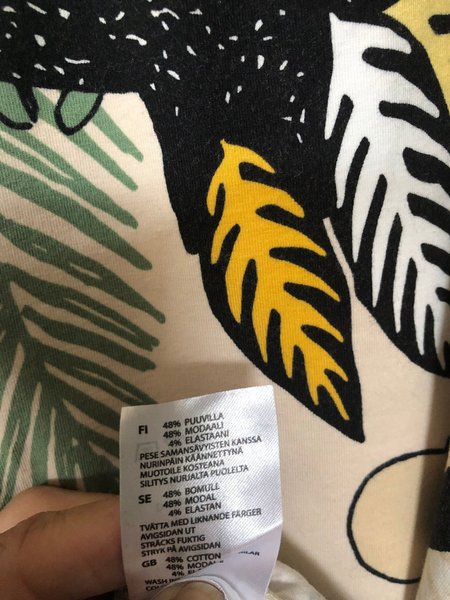 FI 48% PUUVILLA
48% MODAALI
4% ELASTAANI
PESE SAMANSÄVYISTEN KANSSA
NURINPÄIN KÄÄNNETTYNÄ
MUOTOILE KOSTEANA
SILITYS NURJALTA PUOLELTA
SE 48% BOMULL
48% MODAL
4% ELASTAN
TVÄTTA MED LIKNANDE FÄRGER
AVIGSIDAN UT
STRÄCKS FUKTIG
STRYK PÅ AVIGSIDAN
GB 48% COTTON
48% MODAL
4%
WASH